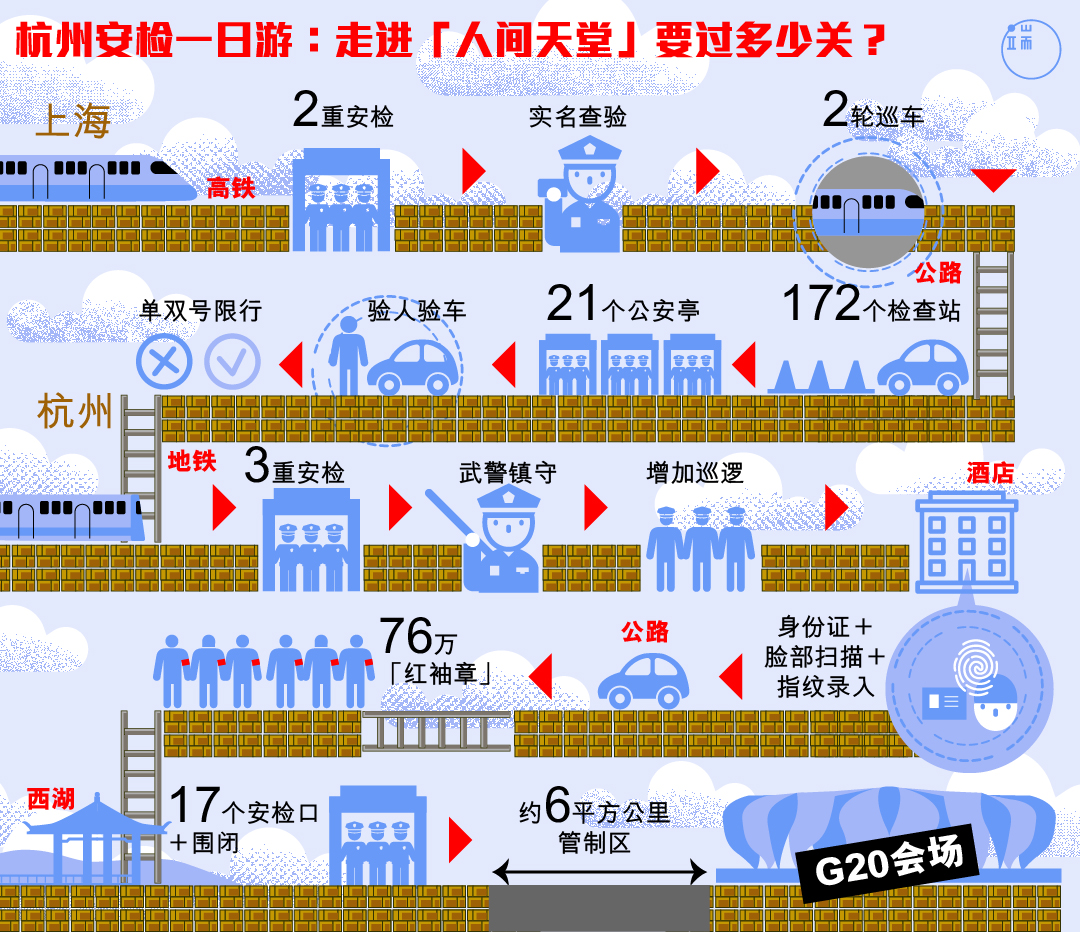 杭州安检一日游：走进「人间天堂」要过多少关？
端
上海
2重安检
实名查验
2轮巡车
高铁
公路
单双号限行
验人验车
21个公安亭
172个检查站
杭州
地铁
3重安检
武警镇守
增加巡逻
酒店
76万
「红袖章」
公路
身份证＋
脸部扫描＋
指纹录入
西湖
17个安检口
＋围闭
约6平方公里
管制区
G20会场